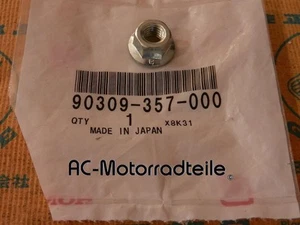 90309-357-000
QTY 1 X8K31
MADE IN JAPAN
AC-Motorradteile